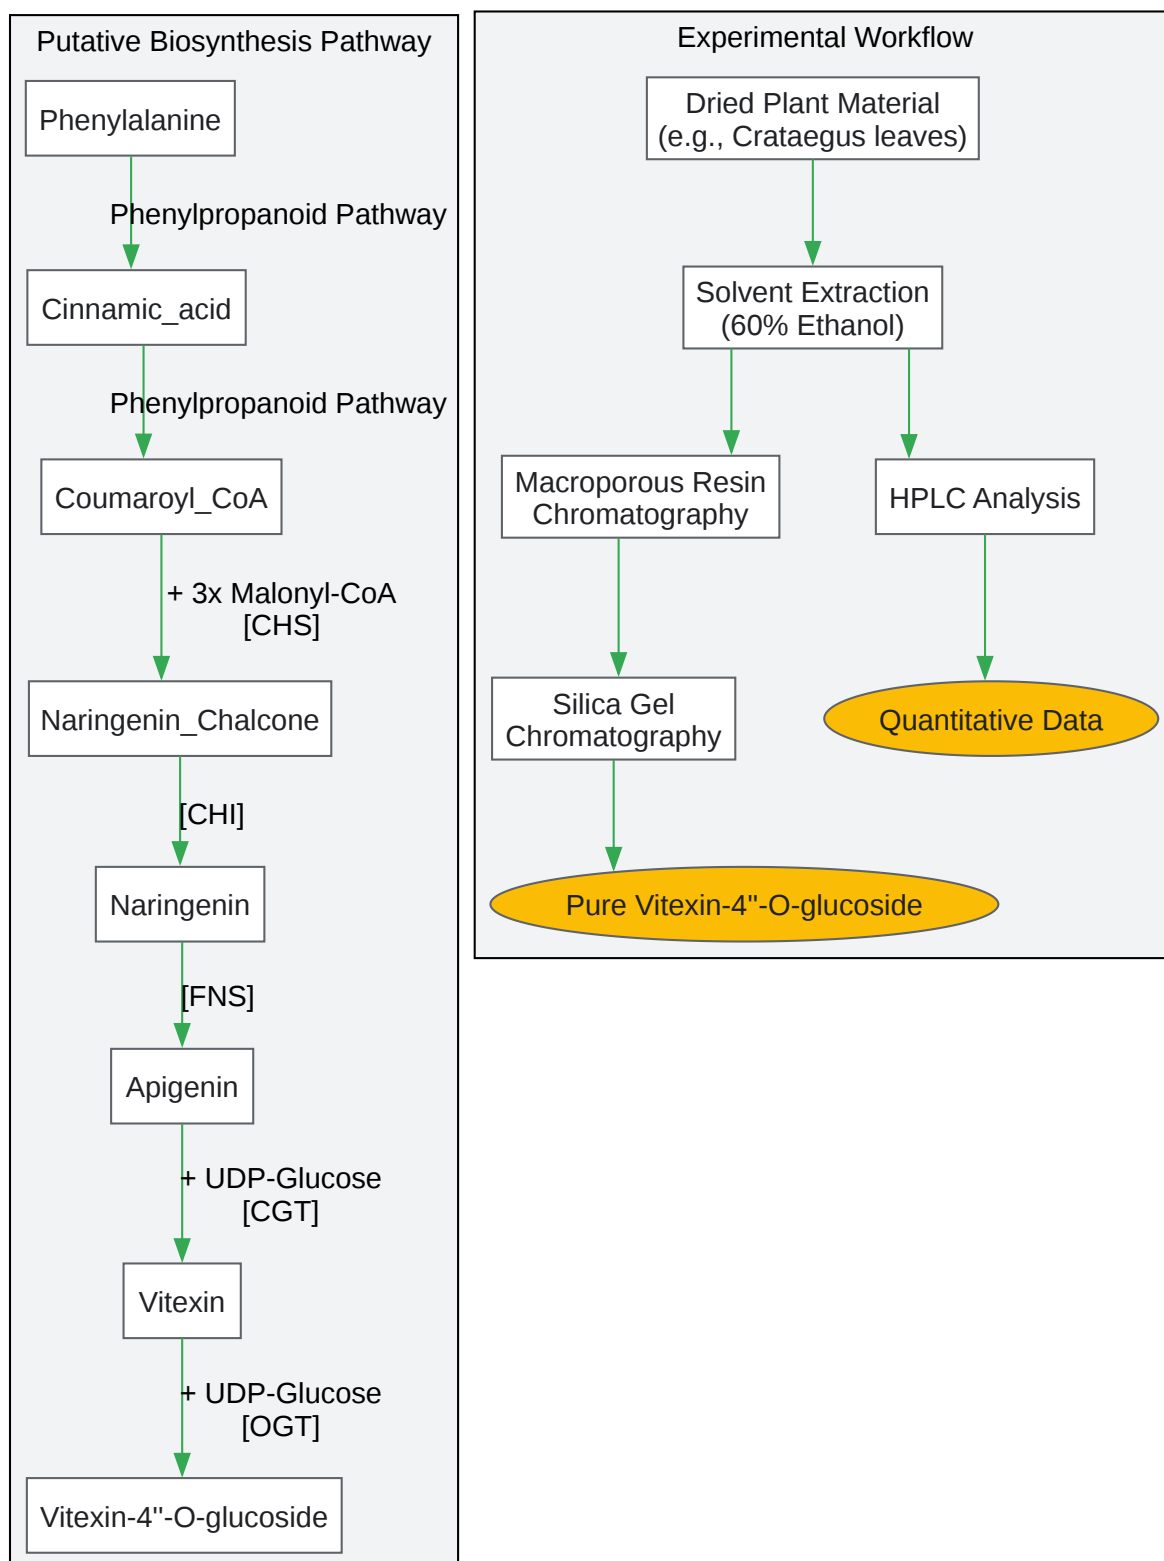 Putative Biosynthesis Pathway
Phenylalanine
Phenylpropanoid Pathway
Cinnamic_acid
Phenylpropanoid Pathway
Coumaroyl_CoA
+ 3x Malonyl-CoA
[CHS]
Naringenin_Chalcone
[CHI]
Naringenin
[FNS]
Apigenin
+ UDP-Glucose
[CGT]
Vitexin
+ UDP-Glucose
[OGT]
Vitexin-4''-O-glucoside
Experimental Workflow
Dried Plant Material
(e.g., Crataegus leaves)
Solvent Extraction
(60% Ethanol)
Macroporous Resin
Chromatography
HPLC Analysis
Silica Gel
Chromatography
Quantitative Data
Pure Vitexin-4''-O-glucoside